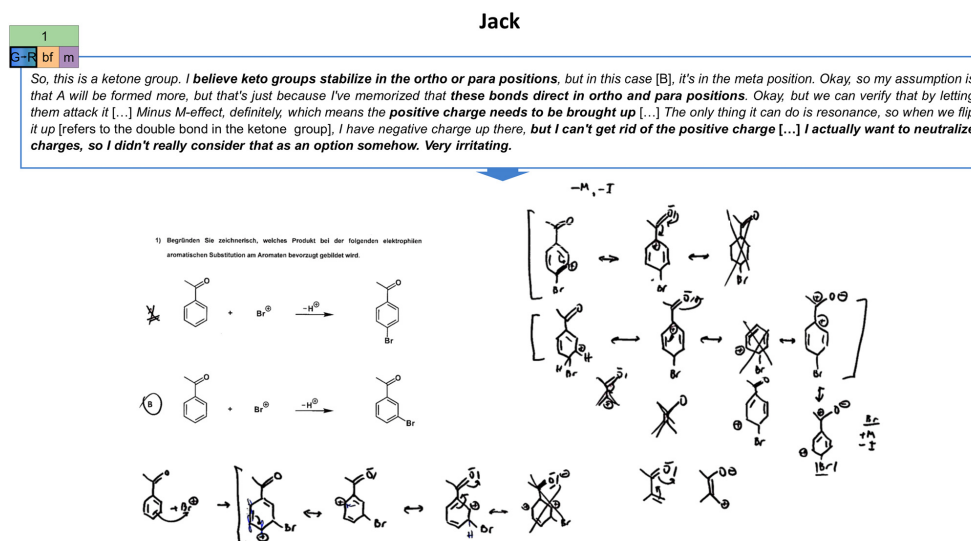 Jack
1
G→R bf m
So, this is a ketone group. I believe keto groups stabilize in the ortho or para positions, but in this case [B], it's in the meta position. Okay, so my assumption is
that A will be formed more, but that's just because I've memorized that these bonds direct in ortho and para positions. Okay, but we can verify that by letting
them attack it [...] Minus M-effect, definitely, which means the positive charge needs to be brought up [...] The only thing it can do is resonance, so when we flip
it up [refers to the double bond in the ketone group], I have negative charge up there, but I can't get rid of the positive charge [...] I actually want to neutralize
charges, so I didn't really consider that as an option somehow. Very irritating.
-M, -I
1) Begründen Sie zeichnerisch, welches Produkt bei der folgenden elektrophilen
aromatischen Substitution am Aromaten bevorzugt gebildet wird.
O
O
Br
Br
Br
O
+ Br⊕ −H⊕ O
Br
O
Br
O
H
H Br
Br
Br
O⊖
Br
B
O
+ Br⊕ −H⊕ O
Br
O
Br
O⊖
Br
Br
+M
-I
O
+Br⊕
O
Br
Br
H Br
Br
O⊖